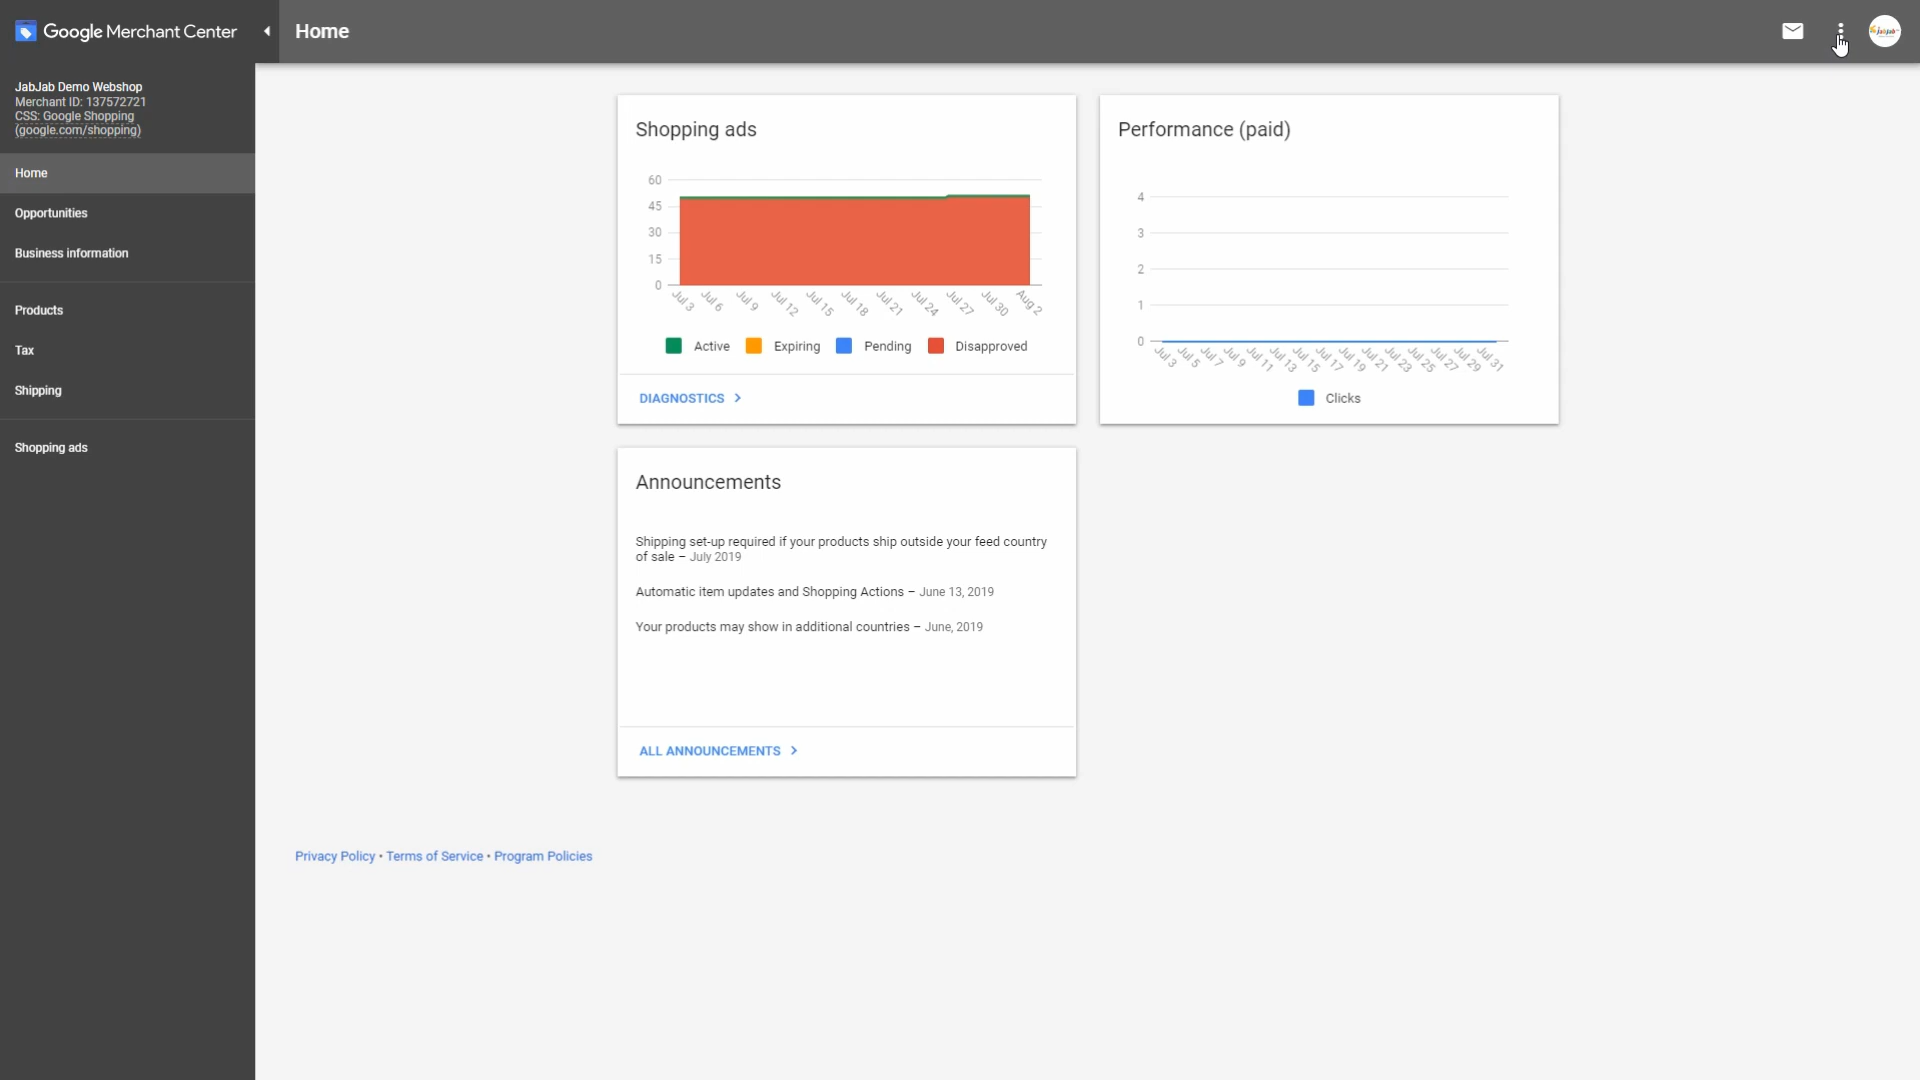 Google Merchant Center
Home
JabJab Demo Webshop
Merchant ID: 137572721
CSS: Google Shopping
(google.com/shopping)
Home
Opportunities
Business information
Products
Tax
Shipping
Shopping ads
Shopping ads
60
45
30
15
0
Jul 3 Jul 6 Jul 9 Jul 12 Jul 15 Jul 18 Jul 21 Jul 24 Jul 27 Jul 30 Aug 2
Active Expiring Pending Disapproved
DIAGNOSTICS
Performance (paid)
4
3
2
1
0
Jul 3 Jul 5 Jul 7 Jul 9 Jul 11 Jul 13 Jul 15 Jul 17 Jul 19 Jul 21 Jul 23 Jul 25 Jul 27 Jul 29 Jul 31
Clicks
Announcements
Shipping set-up required if your products ship outside your feed country
of sale – July 2019
Automatic item updates and Shopping Actions – June 13, 2019
Your products may show in additional countries – June, 2019
ALL ANNOUNCEMENTS
Privacy Policy • Terms of Service • Program Policies